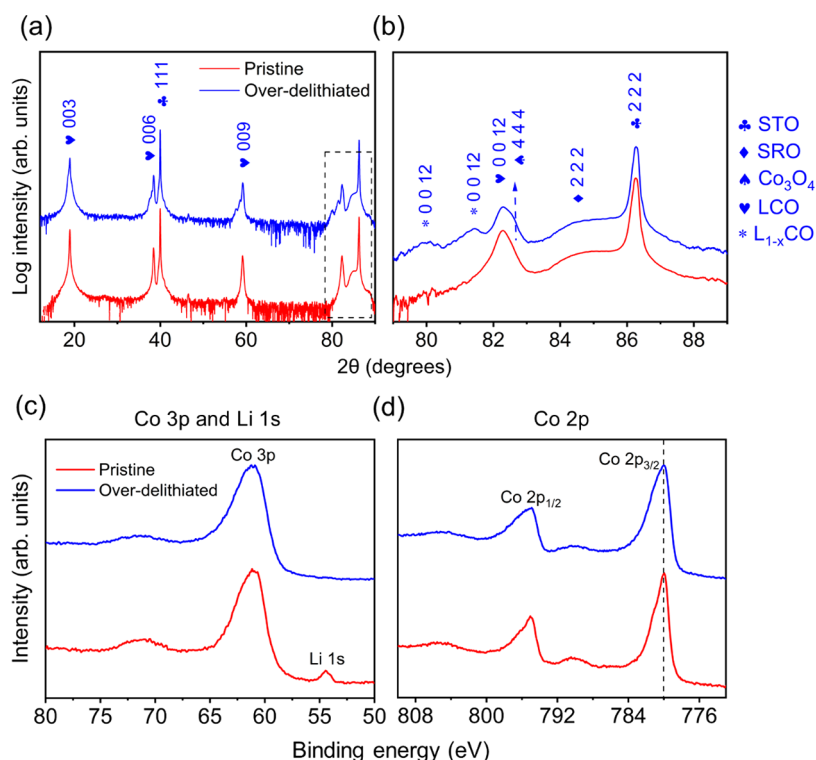 (a)
Pristine
Over-delithiated
♥ 003
♥ 006
♣ 111
♥ 009
Log intensity (arb. units)
20 40 60 80
(b)
* 0 0 12
* 0 0 12
♥ 0 0 12
♠ 4 4 4
♦ 2 2 2
♣ 2 2 2
80 82 84 86 88
♣ STO
♦ SRO
♠ Co₃O₄
♥ LCO
* L₁₋ₓCO
2θ (degrees)
(c)
Co 3p and Li 1s
Pristine
Over-delithiated
Co 3p
Li 1s
Intensity (arb. units)
80 75 70 65 60 55 50
(d)
Co 2p
Co 2p₁/₂
Co 2p₃/₂
808 800 792 784 776
Binding energy (eV)